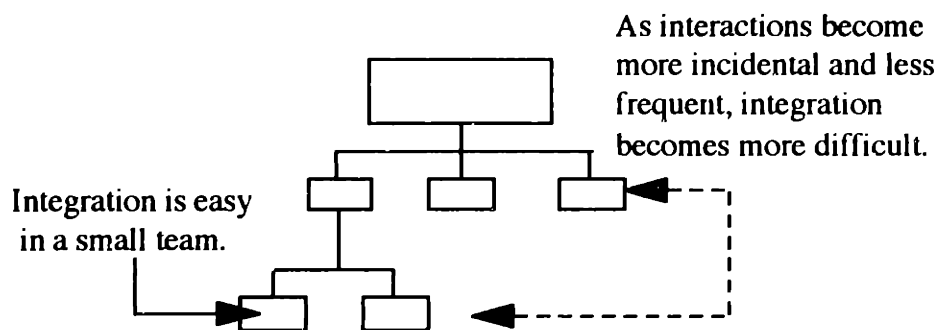 As interactions become
more incidental and less
frequent, integration
becomes more difficult.
Integration is easy
in a small team.